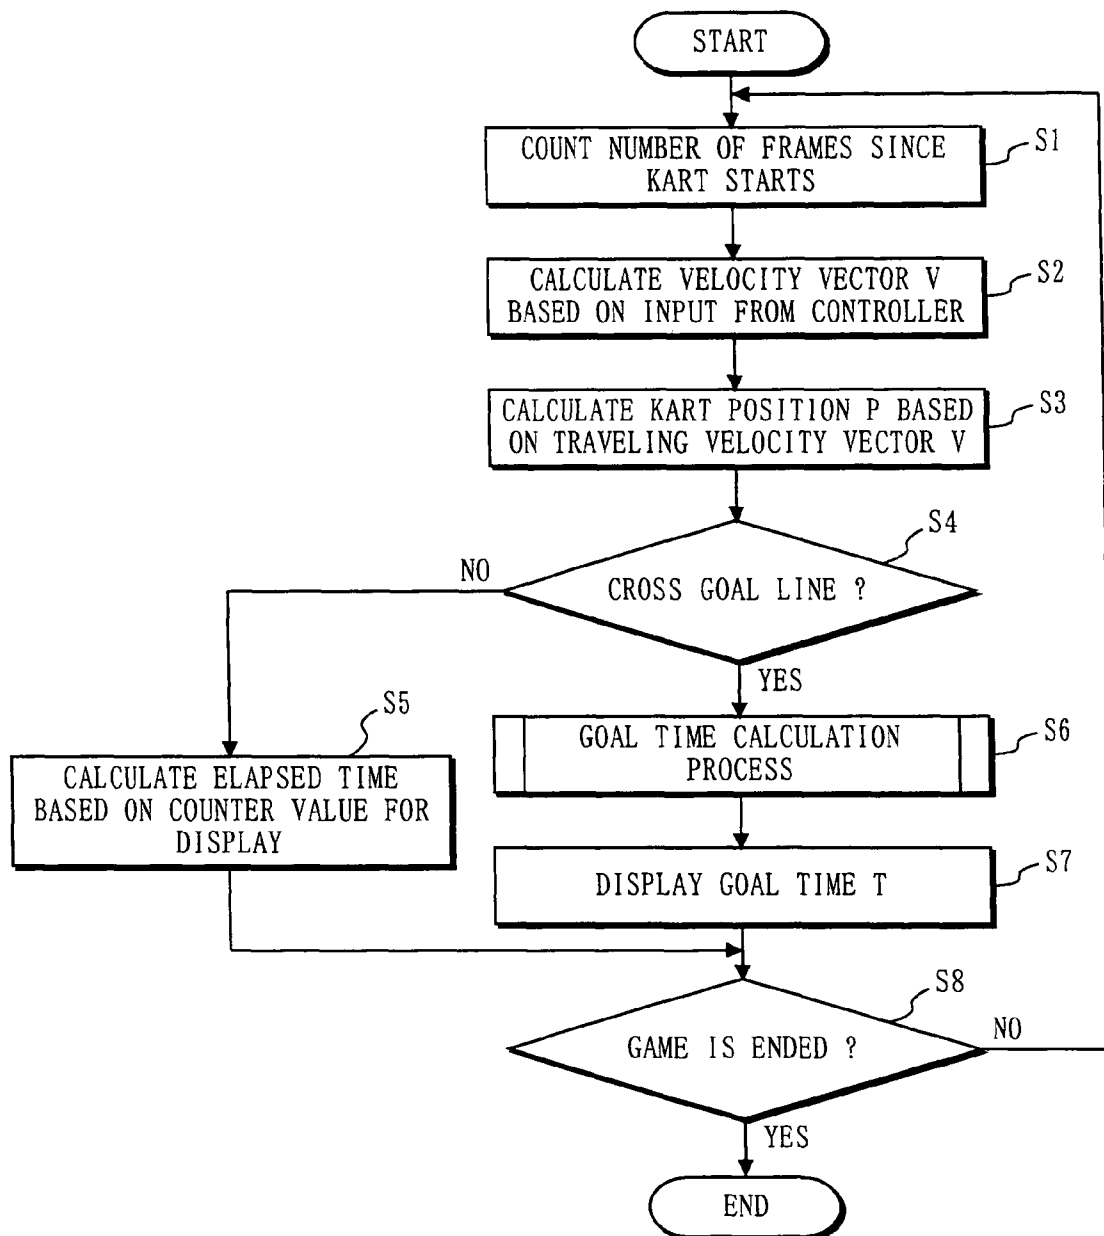 START
COUNT NUMBER OF FRAMES SINCE
KART STARTS
S1
CALCULATE VELOCITY VECTOR V
BASED ON INPUT FROM CONTROLLER
S2
CALCULATE KART POSITION P BASED
ON TRAVELING VELOCITY VECTOR V
S3
CROSS GOAL LINE ?
S4
NO
YES
CALCULATE ELAPSED TIME
BASED ON COUNTER VALUE FOR
DISPLAY
S5
GOAL TIME CALCULATION
PROCESS
S6
DISPLAY GOAL TIME T
S7
GAME IS ENDED ?
S8
NO
YES
END